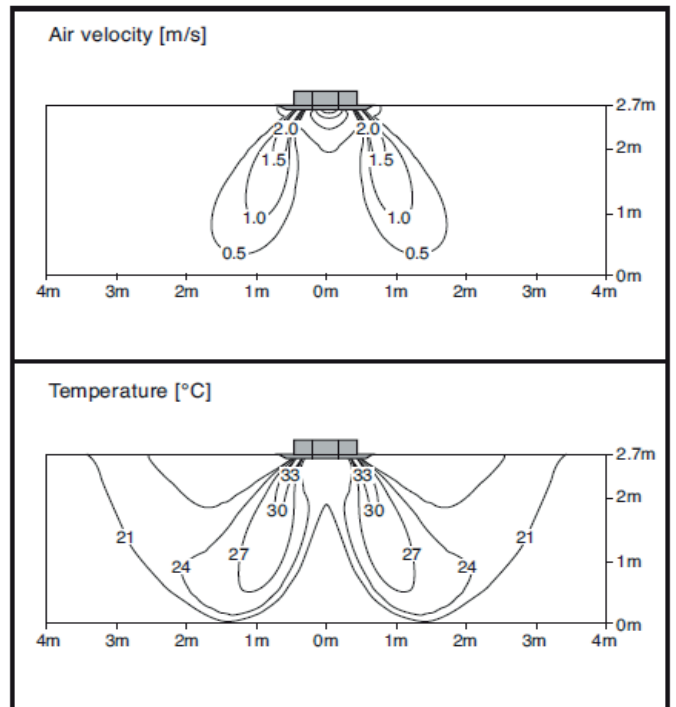 Air velocity [m/s]
2.7m
2.0 2.0
2m
1.5 1.5
1.0 1.0
1m
0.5 0.5
0m
4m 3m 2m 1m 0m 1m 2m 3m 4m
Temperature [°C]
2.7m
33 33
2m
30 30
21 21
27 27
24 24
1m
0m
4m 3m 2m 1m 0m 1m 2m 3m 4m